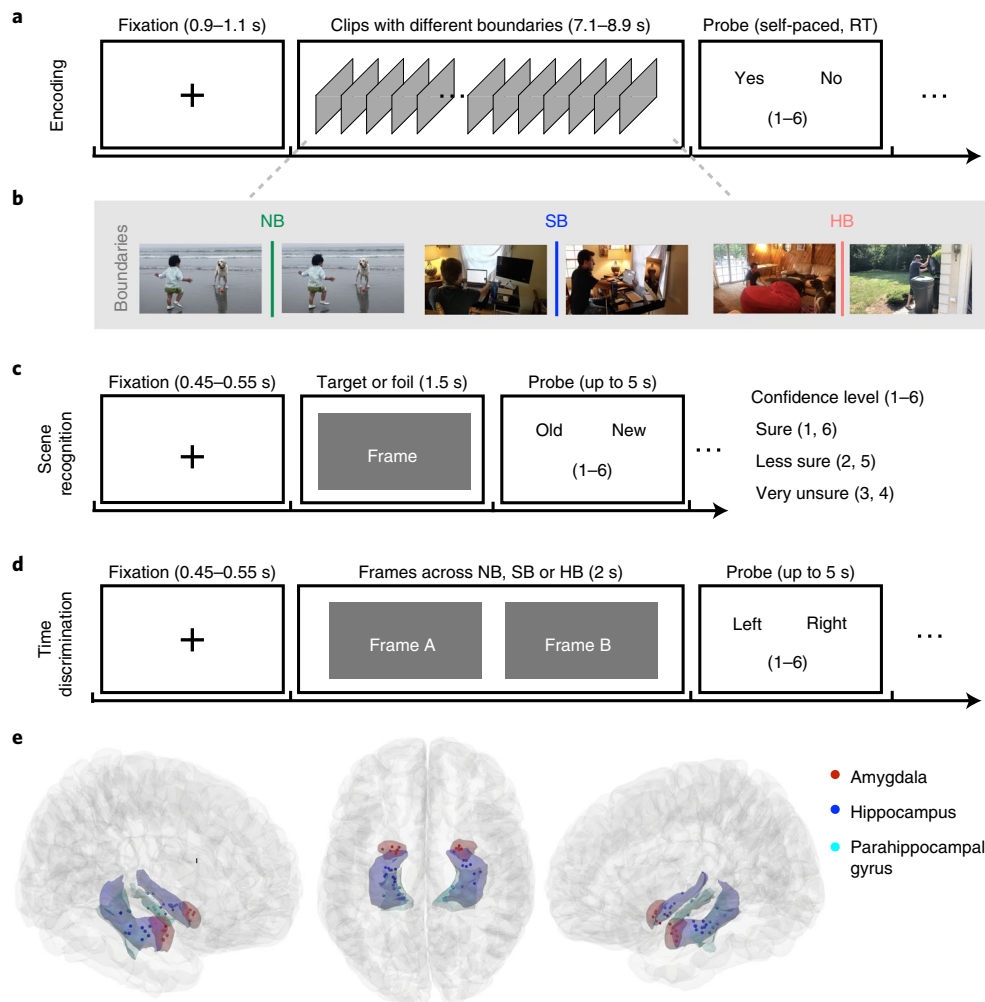 a
Fixation (0.9–1.1 s) Clips with different boundaries (7.1–8.9 s) Probe (self-paced, RT)
Encoding
Yes No
(1–6)
b
Boundaries
NB SB HB
c
Fixation (0.45–0.55 s) Target or foil (1.5 s) Probe (up to 5 s)
Scene
recognition
Frame
Old New
(1–6)
Confidence level (1–6)
Sure (1, 6)
Less sure (2, 5)
Very unsure (3, 4)
d
Fixation (0.45–0.55 s) Frames across NB, SB or HB (2 s) Probe (up to 5 s)
Time
discrimination
Frame A Frame B
Left Right
(1–6)
e
Amygdala
Hippocampus
Parahippocampal
gyrus